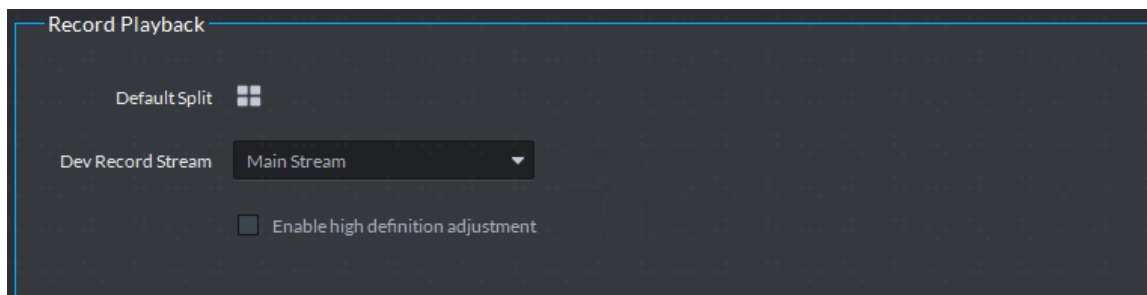 Record Playback
Default Split
Dev Record Stream
Main Stream
Enable high definition adjustment